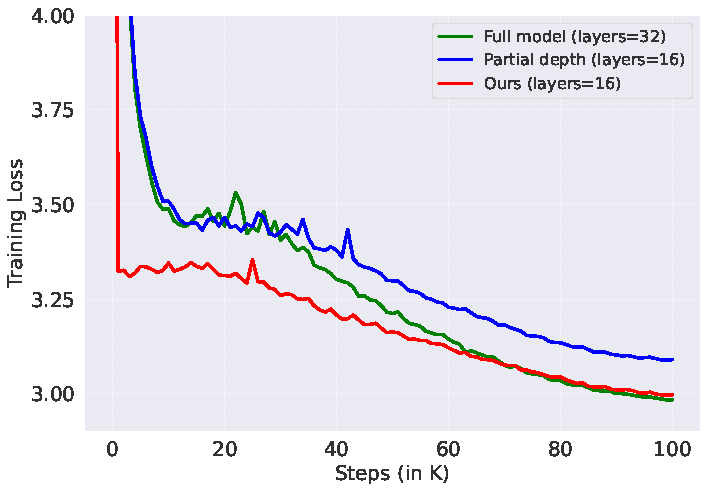 4.00
3.75
3.50
3.25
3.00
Training Loss
Full model (layers=32)
Partial depth (layers=16)
Ours (layers=16)
0
20
40
60
80
100
Steps (in K)